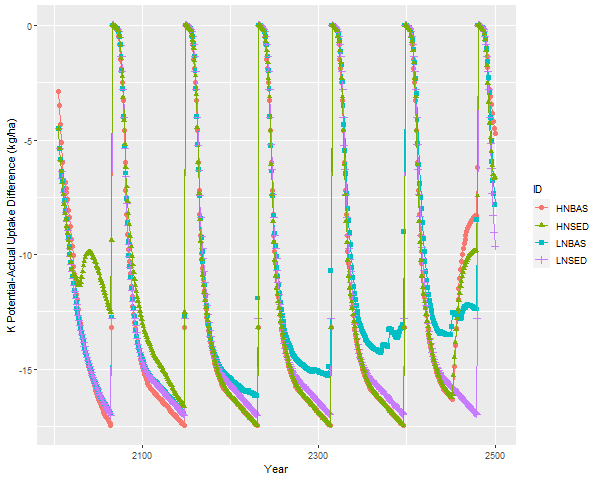 0
-5
-10
-15
K Potential-Actual Uptake Difference (kg/ha)
2100
2300
2500
Year
ID
HNBAS
HNSED
LNBAS
LNSED